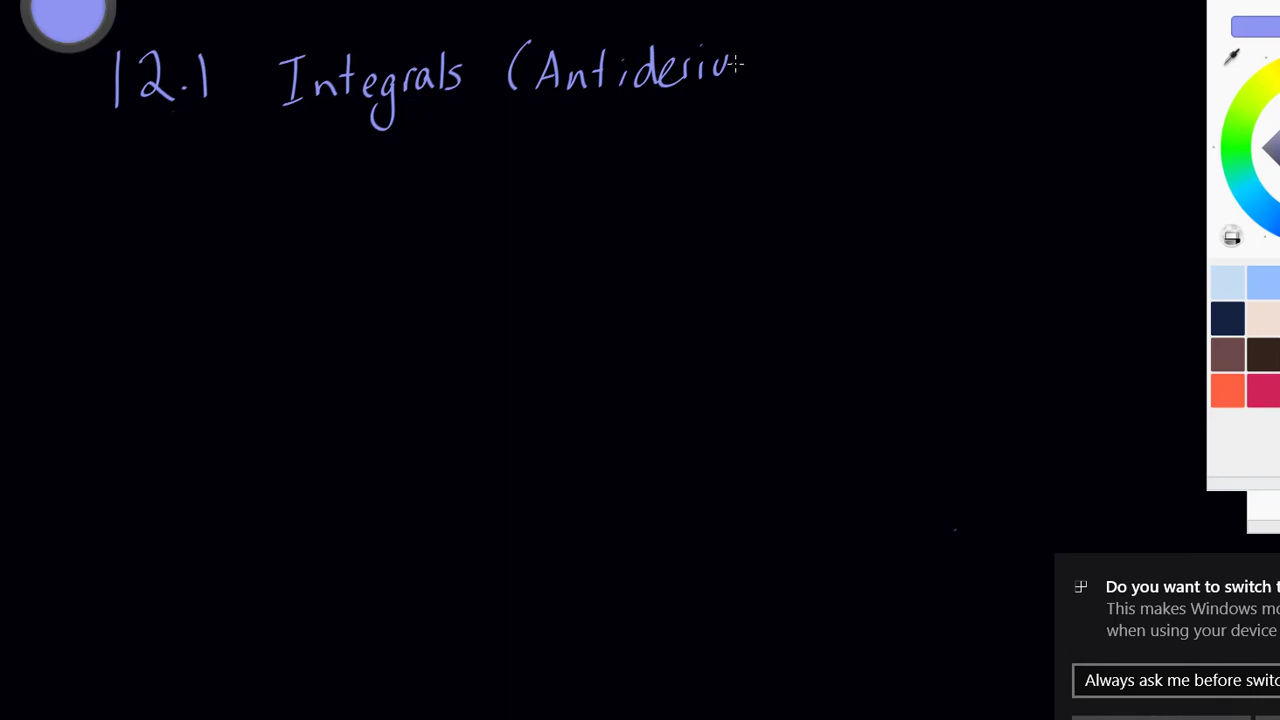 12.1 Integrals (Antideriv
Do you want to switch t
This makes Windows mo
when using your device
Always ask me before switc